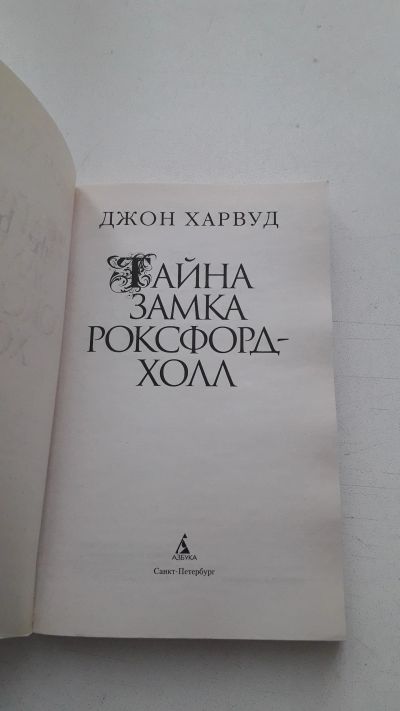 ДЖОН ХАРВУД
ТАЙНА
ЗАМКА
РОКСФОРД-
ХОЛЛ
АЗБУКА
Санкт-Петербург